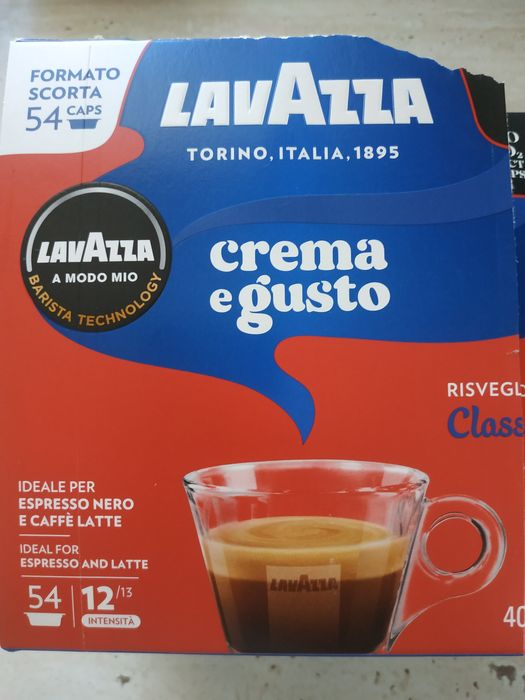 FORMATO
SCORTA
54 CAPS
LAVAZZA
TORINO, ITALIA, 1895
LAVAZZA
A MODO MIO
BARISTA TECHNOLOGY
crema
e gusto
RISVEGL
Class
IDEALE PER
ESPRESSO NERO
E CAFFÈ LATTE
IDEAL FOR
ESPRESSO AND LATTE
54
12/13
INTENSITÀ
LAVAZZA
40